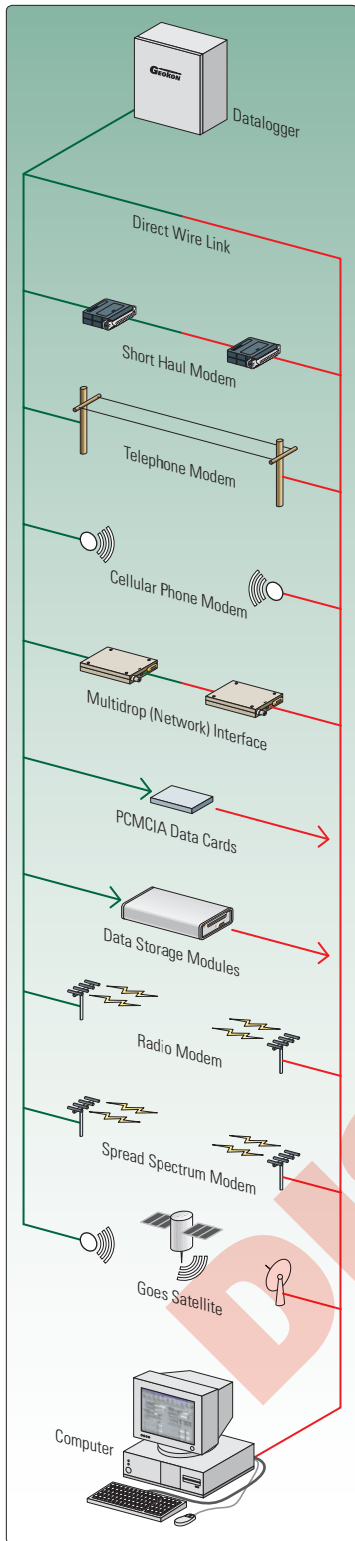 GEOKON
Datalogger
Direct Wire Link
Short Haul Modem
Telephone Modem
Cellular Phone Modem
Multidrop (Network) Interface
PCMCIA Data Cards
Data Storage Modules
Radio Modem
Spread Spectrum Modem
Goes Satellite
Computer
DIS